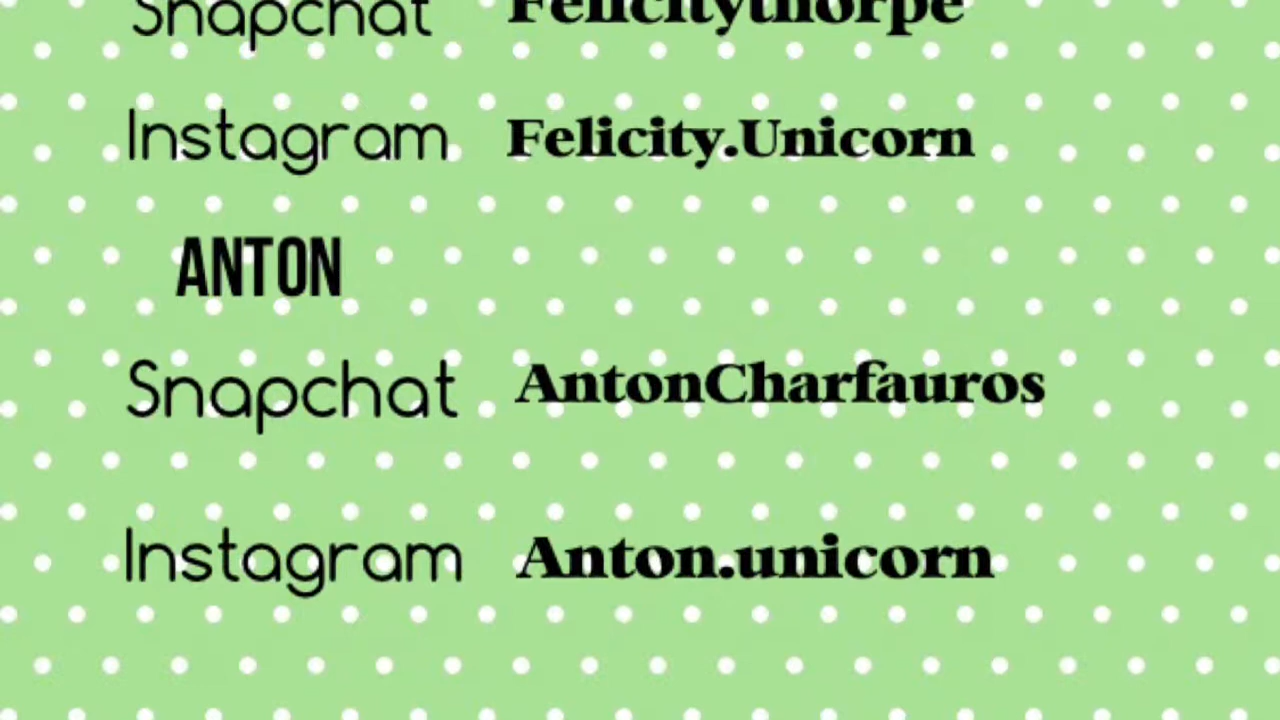 Snapchat Felicitythorpe
Instagram Felicity.Unicorn
ANTON
Snapchat AntonCharfauros
Instagram Anton.unicorn